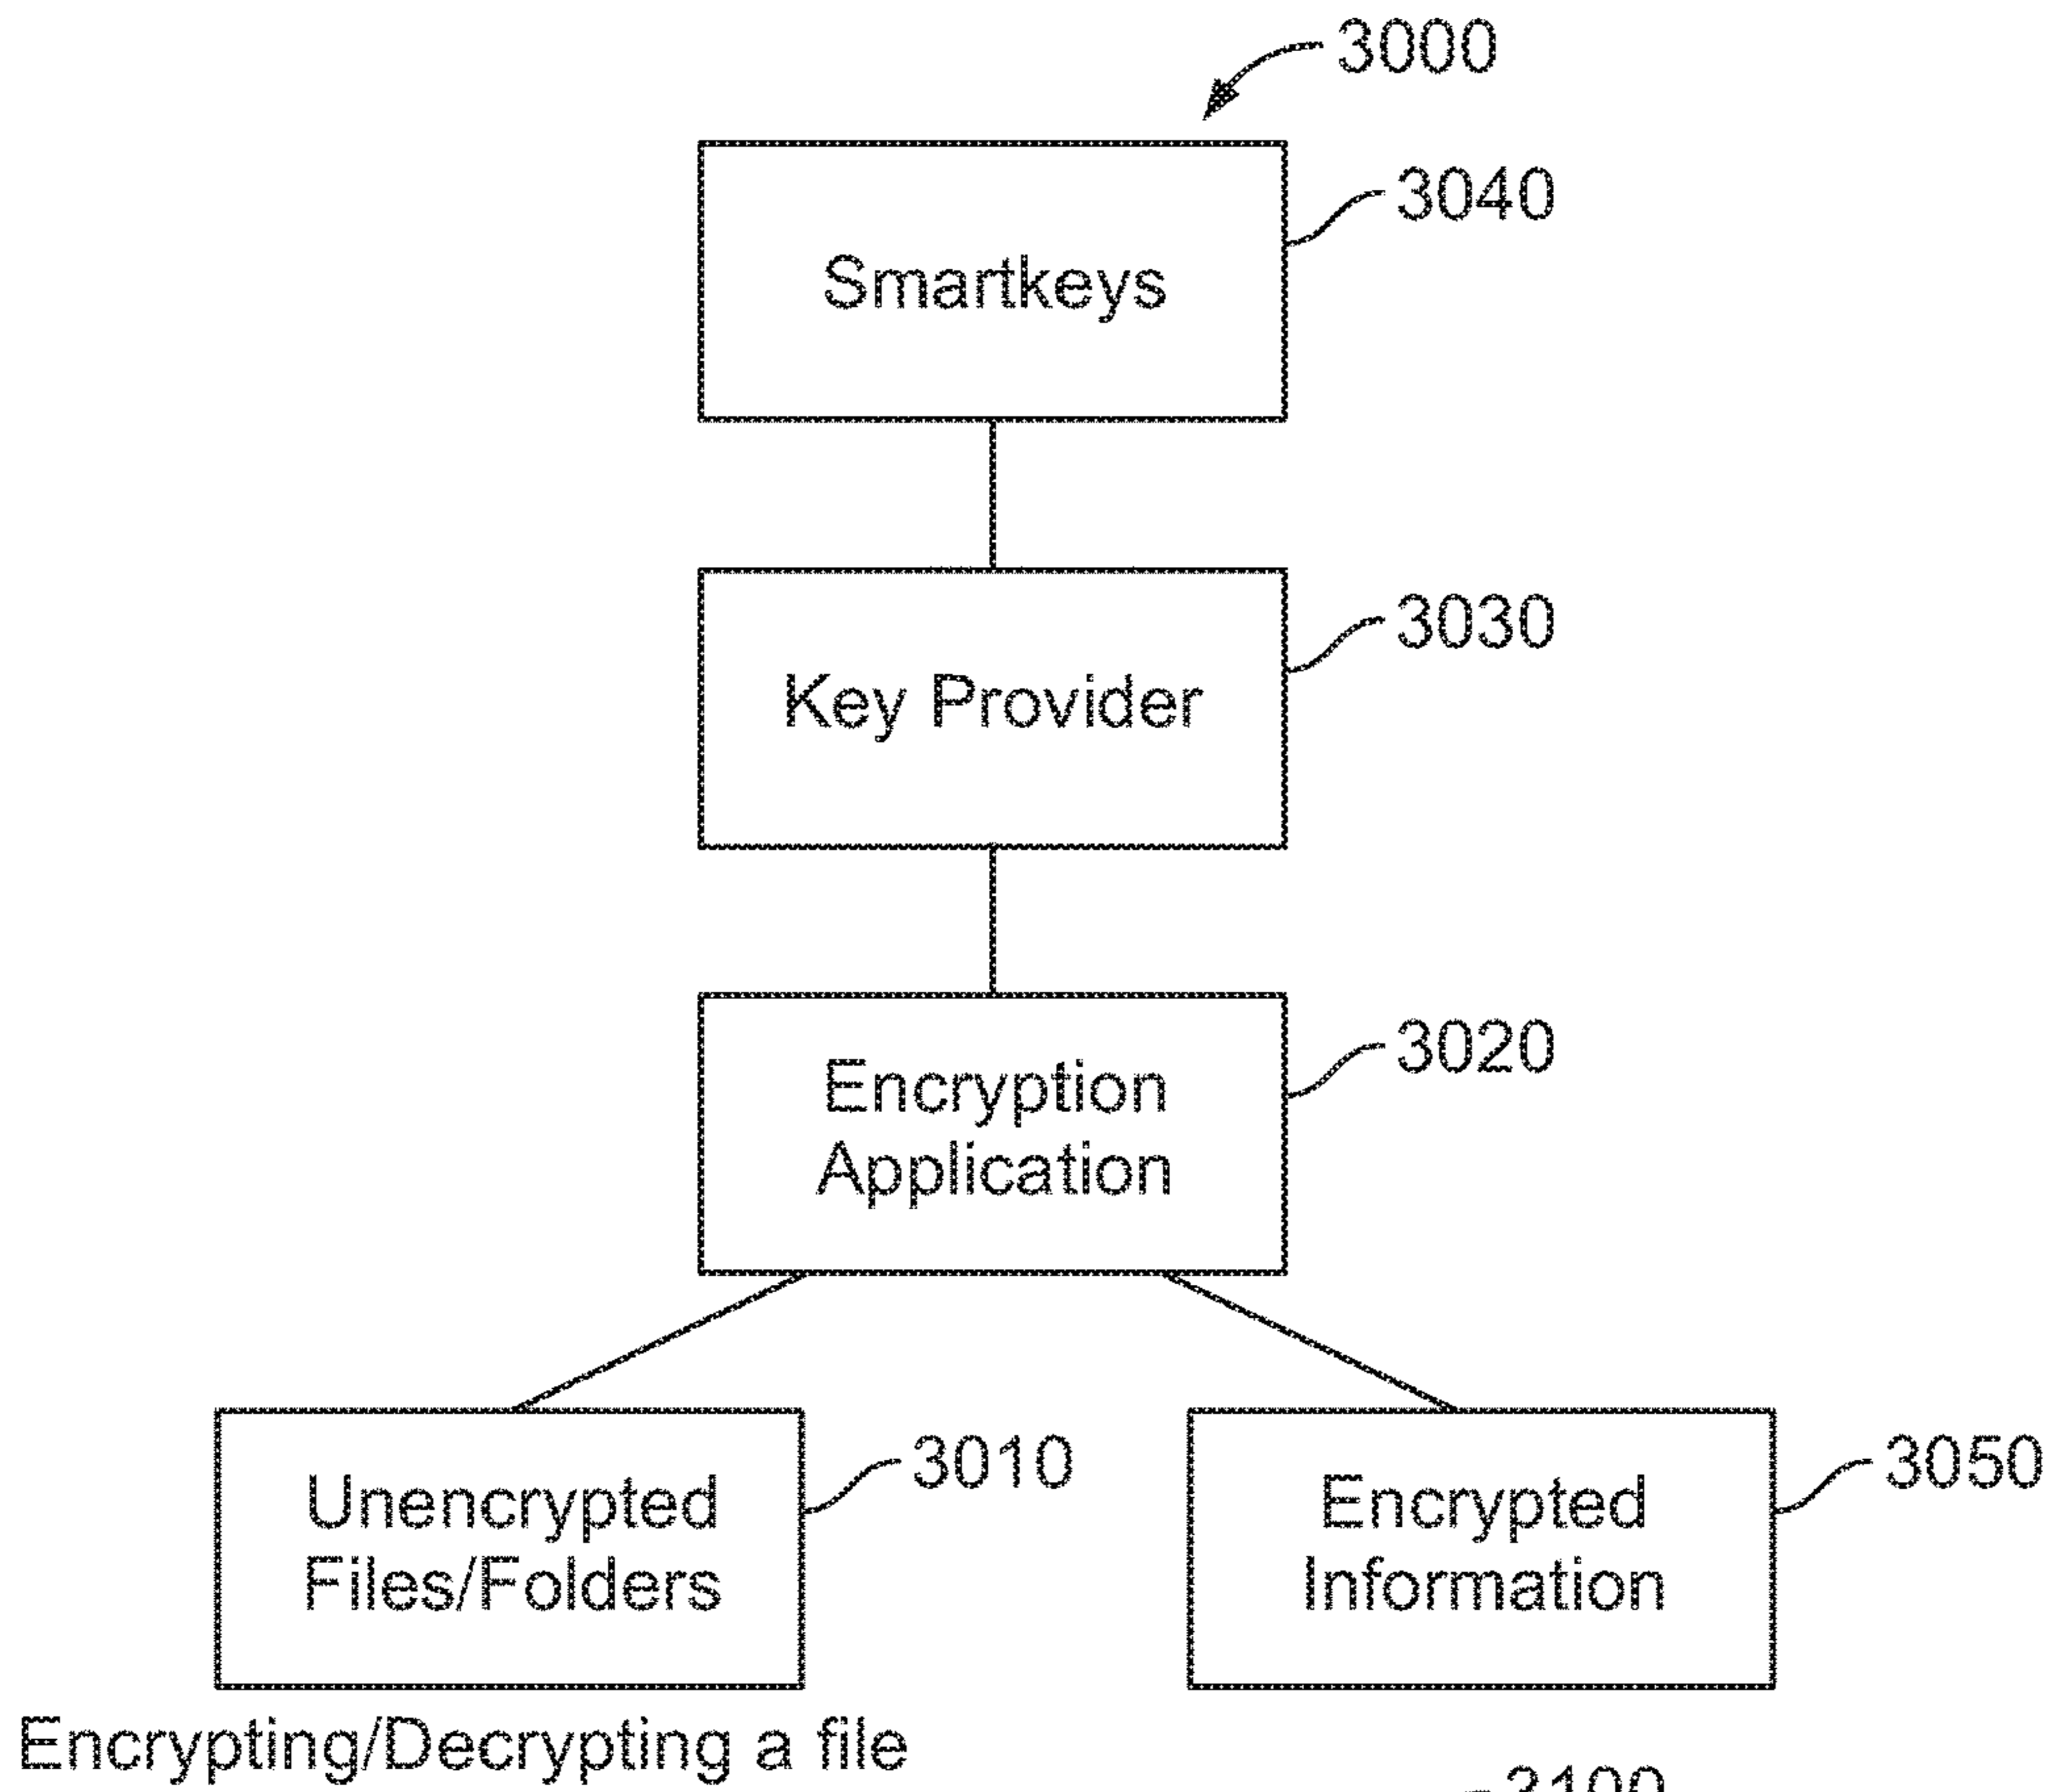 3000
3040
Smartkeys
3030
Key Provider
3020
Encryption
Application
3010
Unencrypted
Files/Folders
3050
Encrypted
Information
Encrypting/Decrypting a file
3100